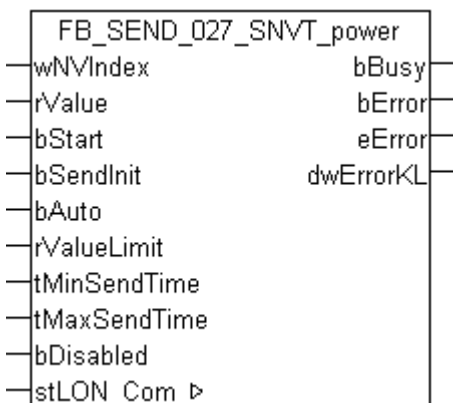 FB_SEND_027_SNVT_power
wNVIndex bBusy
rValue bError
bStart eError
bSendInit dwErrorKL
bAuto
rValueLimit
tMinSendTime
tMaxSendTime
bDisabled
stLON_Com ▷